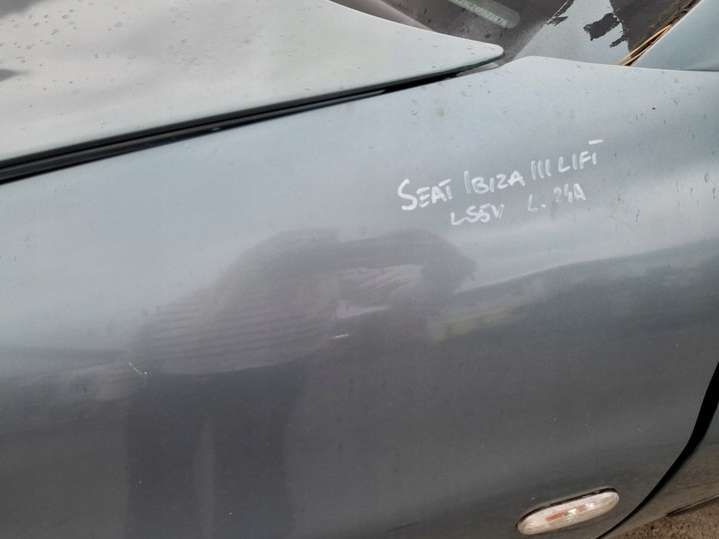 SEAT IBIZA III LIFT
LS5V L. 24A